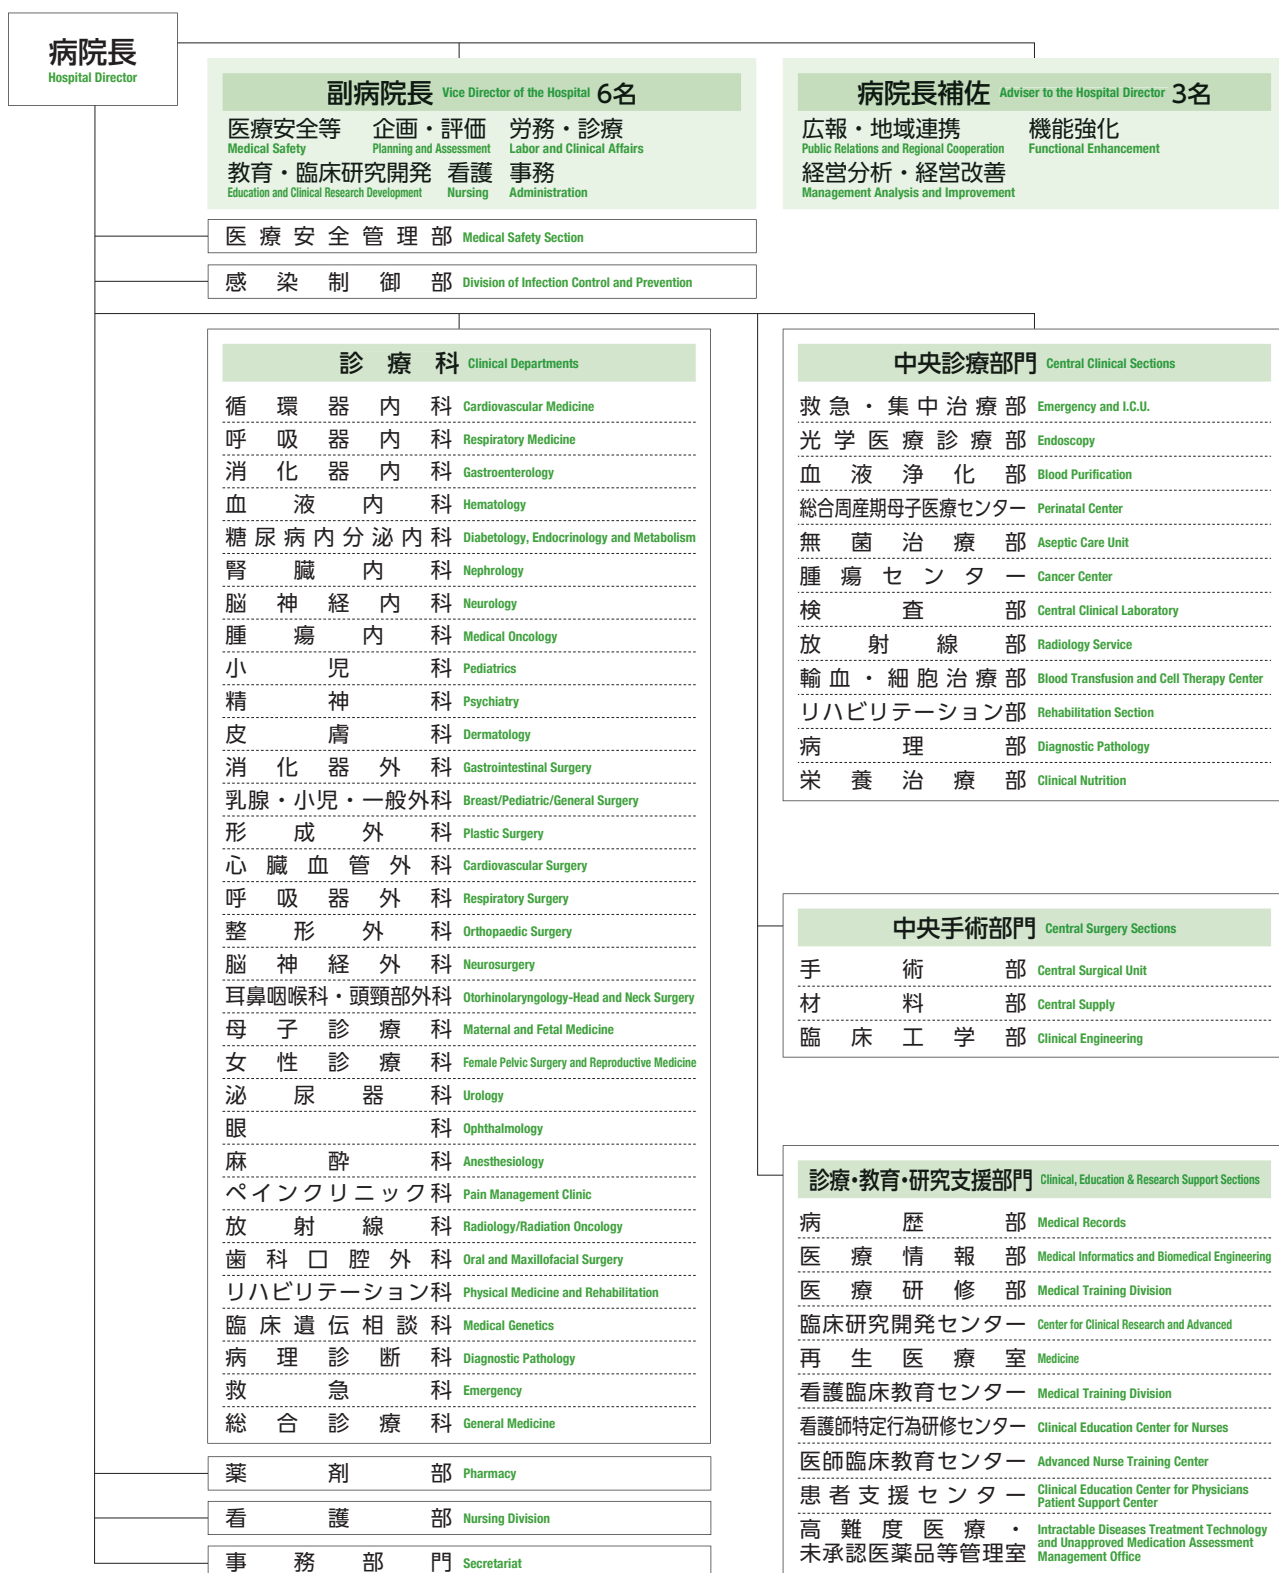 病院長
Hospital Director
副病院長 Vice Director of the Hospital 6名
医療安全等 企画・評価 労務・診療
Medical Safety Planning and Assessment Labor and Clinical Affairs
教育・臨床研究開発 看護 事務
Education and Clinical Research Development Nursing Administration
病院長補佐 Adviser to the Hospital Director 3名
広報・地域連携 機能強化
Public Relations and Regional Cooperation Functional Enhancement
経営分析・経営改善
Management Analysis and Improvement
医療安全管理部 Medical Safety Section
感染制御部 Division of Infection Control and Prevention
診療科 Clinical Departments
循環器内科 Cardiovascular Medicine
呼吸器内科 Respiratory Medicine
消化器内科 Gastroenterology
血液内科 Hematology
糖尿病内分泌内科 Diabetology, Endocrinology and Metabolism
腎臓内科 Nephrology
脳神経内科 Neurology
腫瘍内科 Medical Oncology
小児科 Pediatrics
精神科 Psychiatry
皮膚科 Dermatology
消化器外科 Gastrointestinal Surgery
乳腺・小児・一般外科 Breast/Pediatric/General Surgery
形成外科 Plastic Surgery
心臓血管外科 Cardiovascular Surgery
呼吸器外科 Respiratory Surgery
整形外科 Orthopaedic Surgery
脳神経外科 Neurosurgery
耳鼻咽喉科・頭頸部外科 Otorhinolaryngology-Head and Neck Surgery
母子診療科 Maternal and Fetal Medicine
女性診療科 Female Pelvic Surgery and Reproductive Medicine
泌尿器科 Urology
眼科 Ophthalmology
麻酔科 Anesthesiology
ペインクリニック科 Pain Management Clinic
放射線科 Radiology/Radiation Oncology
歯科口腔外科 Oral and Maxillofacial Surgery
リハビリテーション科 Physical Medicine and Rehabilitation
臨床遺伝相談科 Medical Genetics
病理診断科 Diagnostic Pathology
救急科 Emergency
総合診療科 General Medicine
薬剤部 Pharmacy
看護部 Nursing Division
事務部門 Secretariat
中央診療部門 Central Clinical Sections
救急・集中治療部 Emergency and I.C.U.
光学医療診療部 Endoscopy
血液浄化部 Blood Purification
総合周産期母子医療センター Perinatal Center
無菌治療部 Aseptic Care Unit
腫瘍センター Cancer Center
検査部 Central Clinical Laboratory
放射線部 Radiology Service
輸血・細胞治療部 Blood Transfusion and Cell Therapy Center
リハビリテーション部 Rehabilitation Section
病理部 Diagnostic Pathology
栄養治療部 Clinical Nutrition
中央手術部門 Central Surgery Sections
手術部 Central Surgical Unit
材料部 Central Supply
臨床工学部 Clinical Engineering
診療・教育・研究支援部門 Clinical, Education & Research Support Sections
病歴部 Medical Records
医療情報部 Medical Informatics and Biomedical Engineering
医療研修部 Medical Training Division
臨床研究開発センター Center for Clinical Research and Advanced
再生医療室 Medicine
看護臨床教育センター Medical Training Division
看護師特定行為研修センター Clinical Education Center for Nurses
医師臨床教育センター Advanced Nurse Training Center
患者支援センター Clinical Education Center for Physicians
Patient Support Center
高難度医療・ Intractable Diseases Treatment Technology
and Unapproved Medication Assessment
未承認医薬品等管理室 Management Office